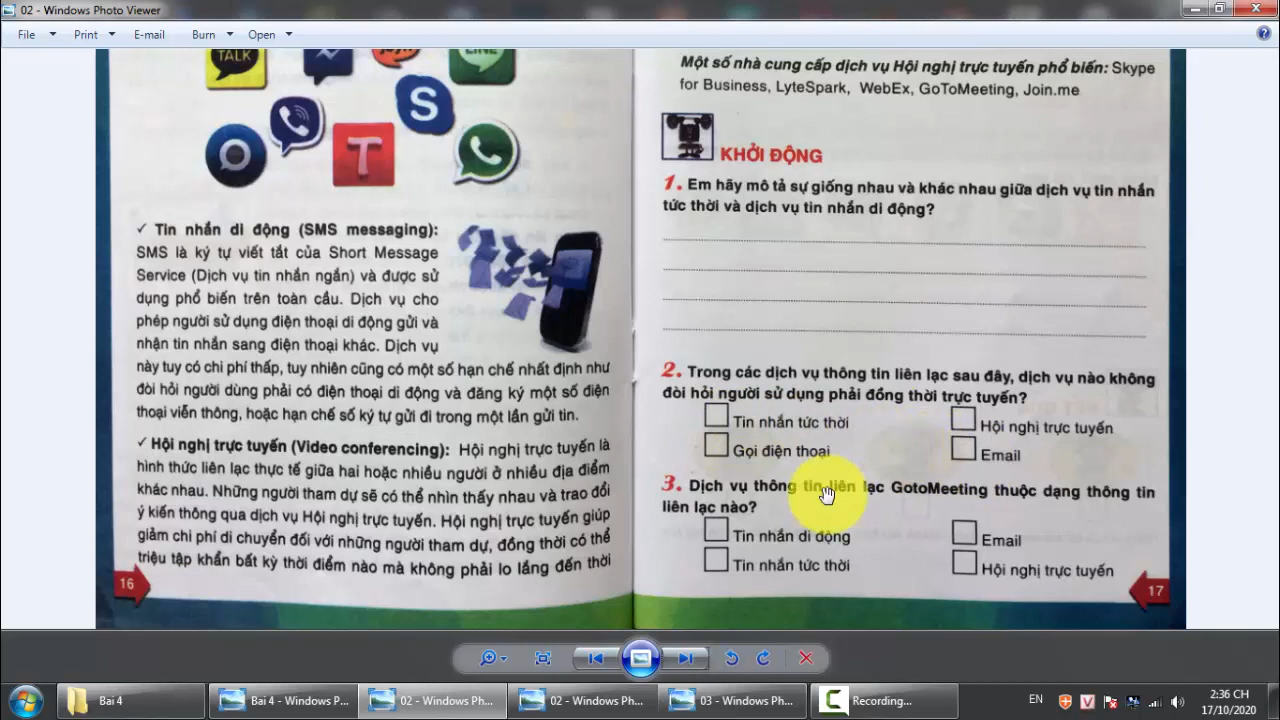 02 - Windows Photo Viewer
File Print E-mail Burn Open
TALK
LINE
S
T
✓ Tin nhắn di động (SMS messaging):
SMS là ký tự viết tắt của Short Message
Service (Dịch vụ tin nhắn ngắn) và được sử
dụng phổ biến trên toàn cầu. Dịch vụ cho
phép người sử dụng điện thoại di động gửi và
nhận tin nhắn sang điện thoại khác. Dịch vụ
này tuy có chi phí thấp, tuy nhiên cũng có một số hạn chế nhất định như
đòi hỏi người dùng phải có điện thoại di động và đăng ký một số điện
thoại viễn thông, hoặc hạn chế số ký tự gửi đi trong một lần gửi tin.
✓ Hội nghị trực tuyến (Video conferencing): Hội nghị trực tuyến là
hình thức liên lạc thực tế giữa hai hoặc nhiều người ở nhiều địa điểm
khác nhau. Những người tham dự sẽ có thể nhìn thấy nhau và trao đổi
ý kiến thông qua dịch vụ Hội nghị trực tuyến. Hội nghị trực tuyến giúp
giảm chi phí di chuyển đối với những người tham dự, đồng thời có thể
triệu tập khẩn bất kỳ thời điểm nào mà không phải lo lắng đến thời
16
Một số nhà cung cấp dịch vụ Hội nghị trực tuyến phổ biến: Skype
for Business, LyteSpark, WebEx, GoToMeeting, Join.me
KHỞI ĐỘNG
1. Em hãy mô tả sự giống nhau và khác nhau giữa dịch vụ tin nhắn
tức thời và dịch vụ tin nhắn di động?
2. Trong các dịch vụ thông tin liên lạc sau đây, dịch vụ nào không
đòi hỏi người sử dụng phải đồng thời trực tuyến?
Tin nhắn tức thời Hội nghị trực tuyến
Gọi điện thoại Email
3. Dịch vụ thông tin liên lạc GotoMeeting thuộc dạng thông tin
liên lạc nào?
Tin nhắn di động Email
Tin nhắn tức thời Hội nghị trực tuyến
17
Bai 4
Bai 4 - Windows P...
02 - Windows Ph...
02 - Windows Ph...
03 - Windows Ph...
Recording...
EN
2:36 CH
17/10/2020